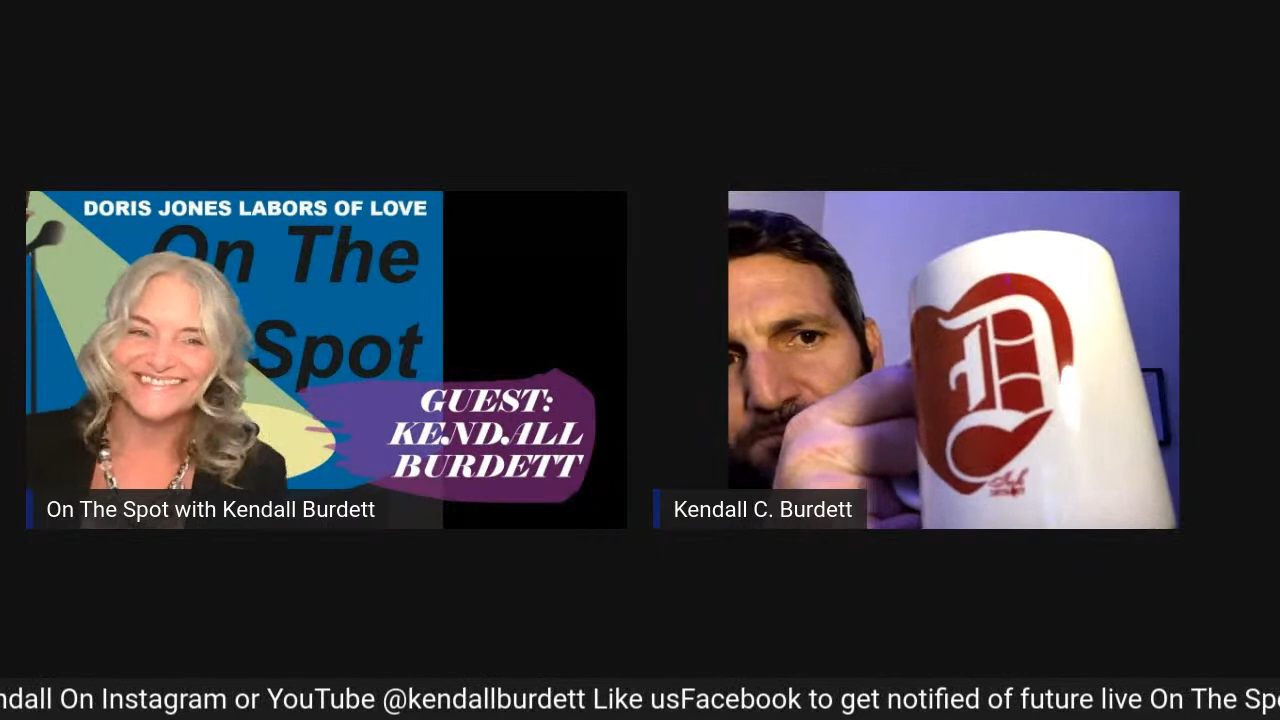 DORIS JONES LABORS OF LOVE
On The
Spot
GUEST:
KENDALL
BURDETT
On The Spot with Kendall Burdett
Kendall C. Burdett
D
ndall On Instagram or YouTube @kendallburdett Like usFacebook to get notified of future live On The Spo